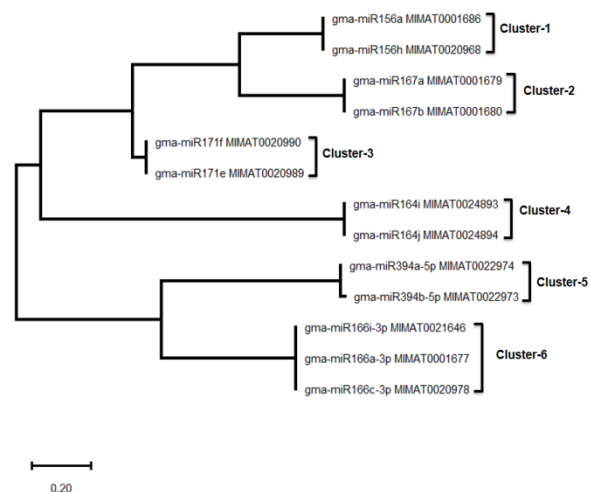 gma-miR156a MIMAT0001686
Cluster-1
gma-miR156h MIMAT0020968
gma-miR167a MIMAT0001679
Cluster-2
gma-miR167b MIMAT0001680
gma-miR171f MIMAT0020990
Cluster-3
gma-miR171e MIMAT0020989
gma-miR164i MIMAT0024893
Cluster-4
gma-miR164j MIMAT0024894
gma-miR394a-5p MIMAT0022974
Cluster-5
gma-miR394b-5p MIMAT0022973
gma-miR166i-3p MIMAT0021646
Cluster-6
gma-miR166a-3p MIMAT0001677
gma-miR166c-3p MIMAT0020978
0.20